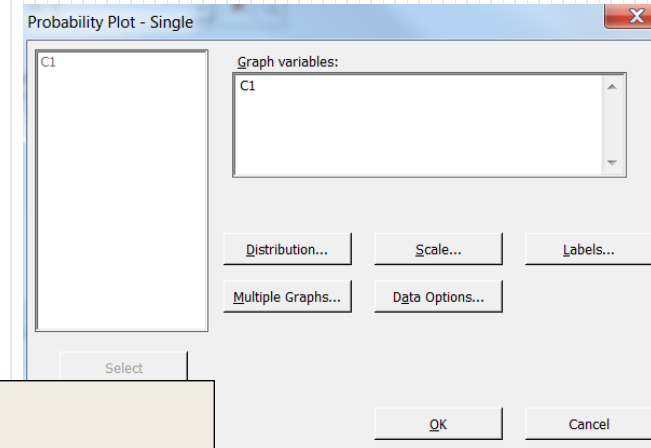 Probability Plot - Single
X
C1
Graph variables:
C1
Distribution...
Scale...
Labels...
Multiple Graphs...
Data Options...
Select
OK
Cancel